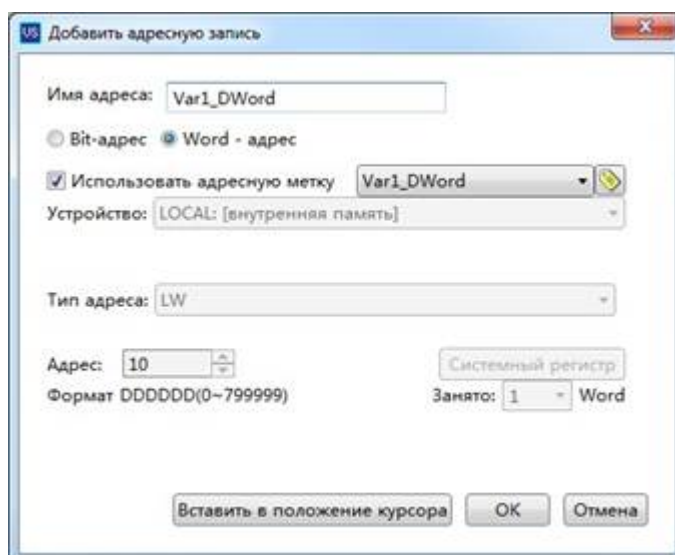 US Добавить адресную запись
Имя адреса: Var1_DWord
Bit-адрес Word - адрес
Использовать адресную метку Var1_DWord
Устройство: LOCAL: [внутренняя память]
Тип адреса: LW
Адрес: 10 Системный регистр
Формат DDDDDD(0~799999) Занято: 1 Word
Вставить в положение курсора OK Отмена